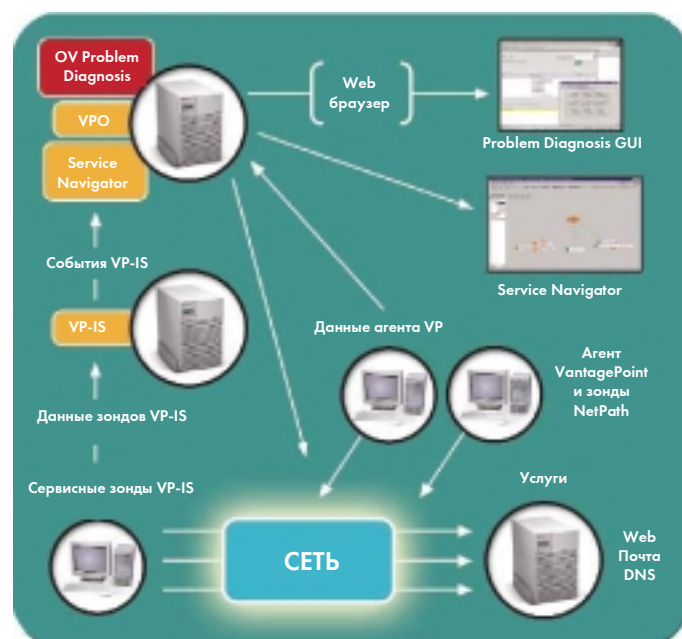 OV Problem
Diagnosis
VPO
Service
Navigator
Web
браузер
Problem Diagnosis GUI
Service Navigator
События VP-IS
VP-IS
Данные агента VP
Агент
VantagePoint
и зонды
NetPath
Данные зондов VP-IS
Сервисные зонды VP-IS
Услуги
СЕТЬ
Web
Почта
DNS